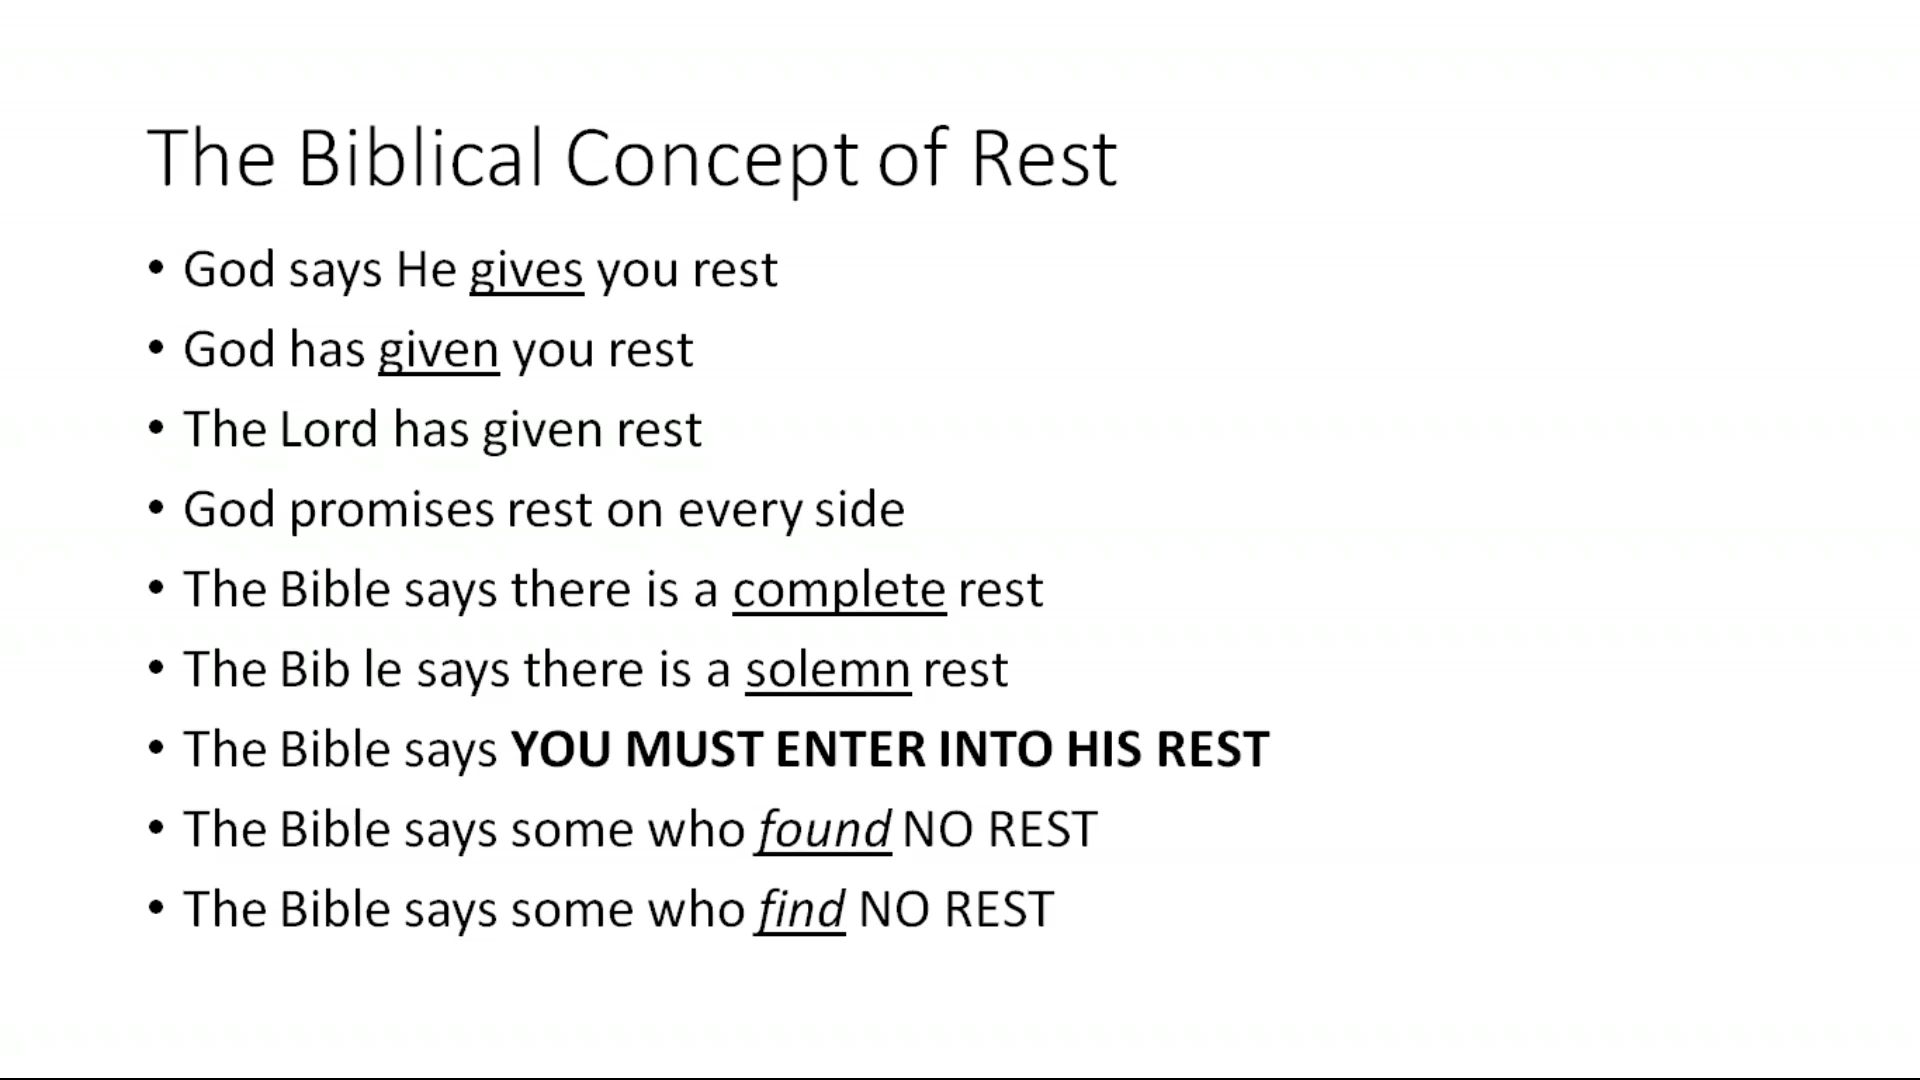 The Biblical Concept of Rest
• God says He gives you rest
• God has given you rest
• The Lord has given rest
• God promises rest on every side
• The Bible says there is a complete rest
• The Bib le says there is a solemn rest
• The Bible says YOU MUST ENTER INTO HIS REST
• The Bible says some who found NO REST
• The Bible says some who find NO REST